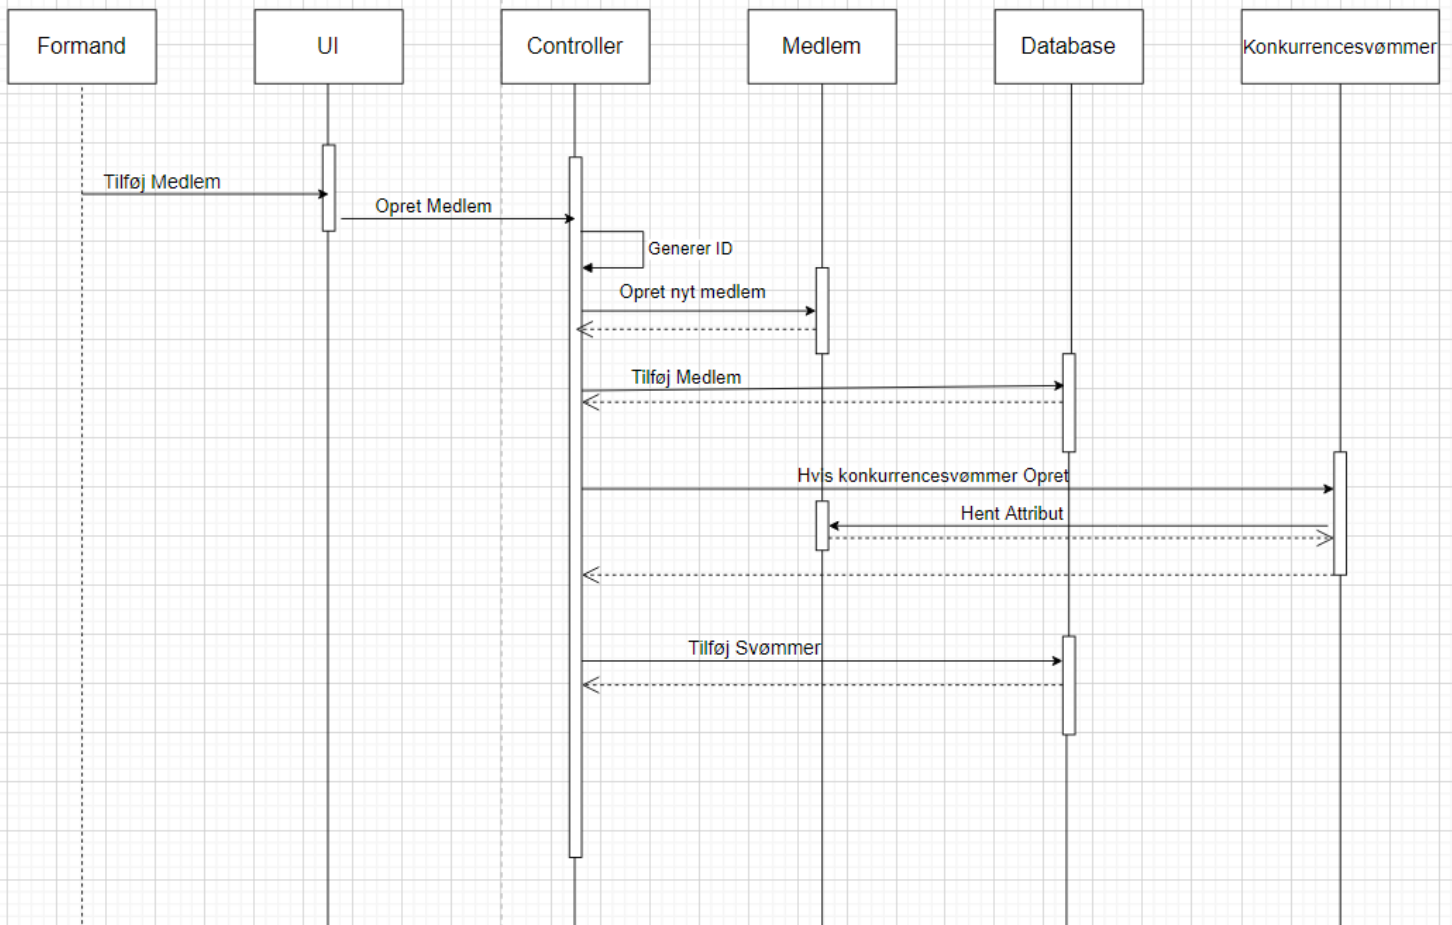 Formand
UI
Controller
Medlem
Database
Konkurrencesvømmer
Tilføj Medlem
Opret Medlem
Generer ID
Opret nyt medlem
Tilføj Medlem
Hvis konkurrencesvømmer Opret
Hent Attribut
Tilføj Svømmer